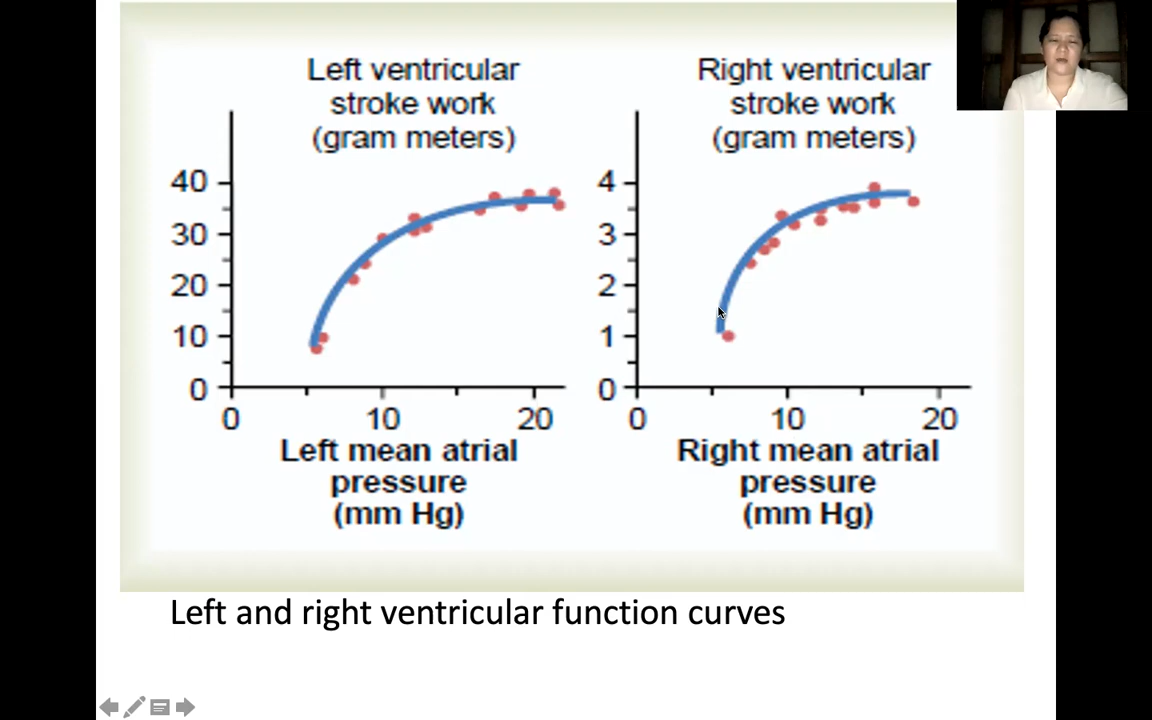 Left ventricular
stroke work
(gram meters)
40
30
20
10
0
0
10
20
Left mean atrial
pressure
(mm Hg)
Right ventricular
stroke work
(gram meters)
4
3
2
1
0
0
10
20
Right mean atrial
pressure
(mm Hg)
Left and right ventricular function curves